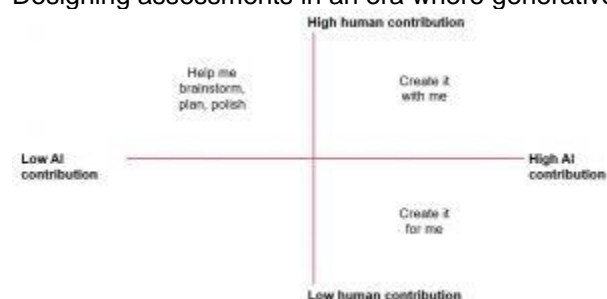 Designing assessments in an era where generative
High human contribution
Help me
brainstorm,
plan, polish
Create it
with me
Low AI
contribution
High AI
contribution
Create it
for me
Low human contribution